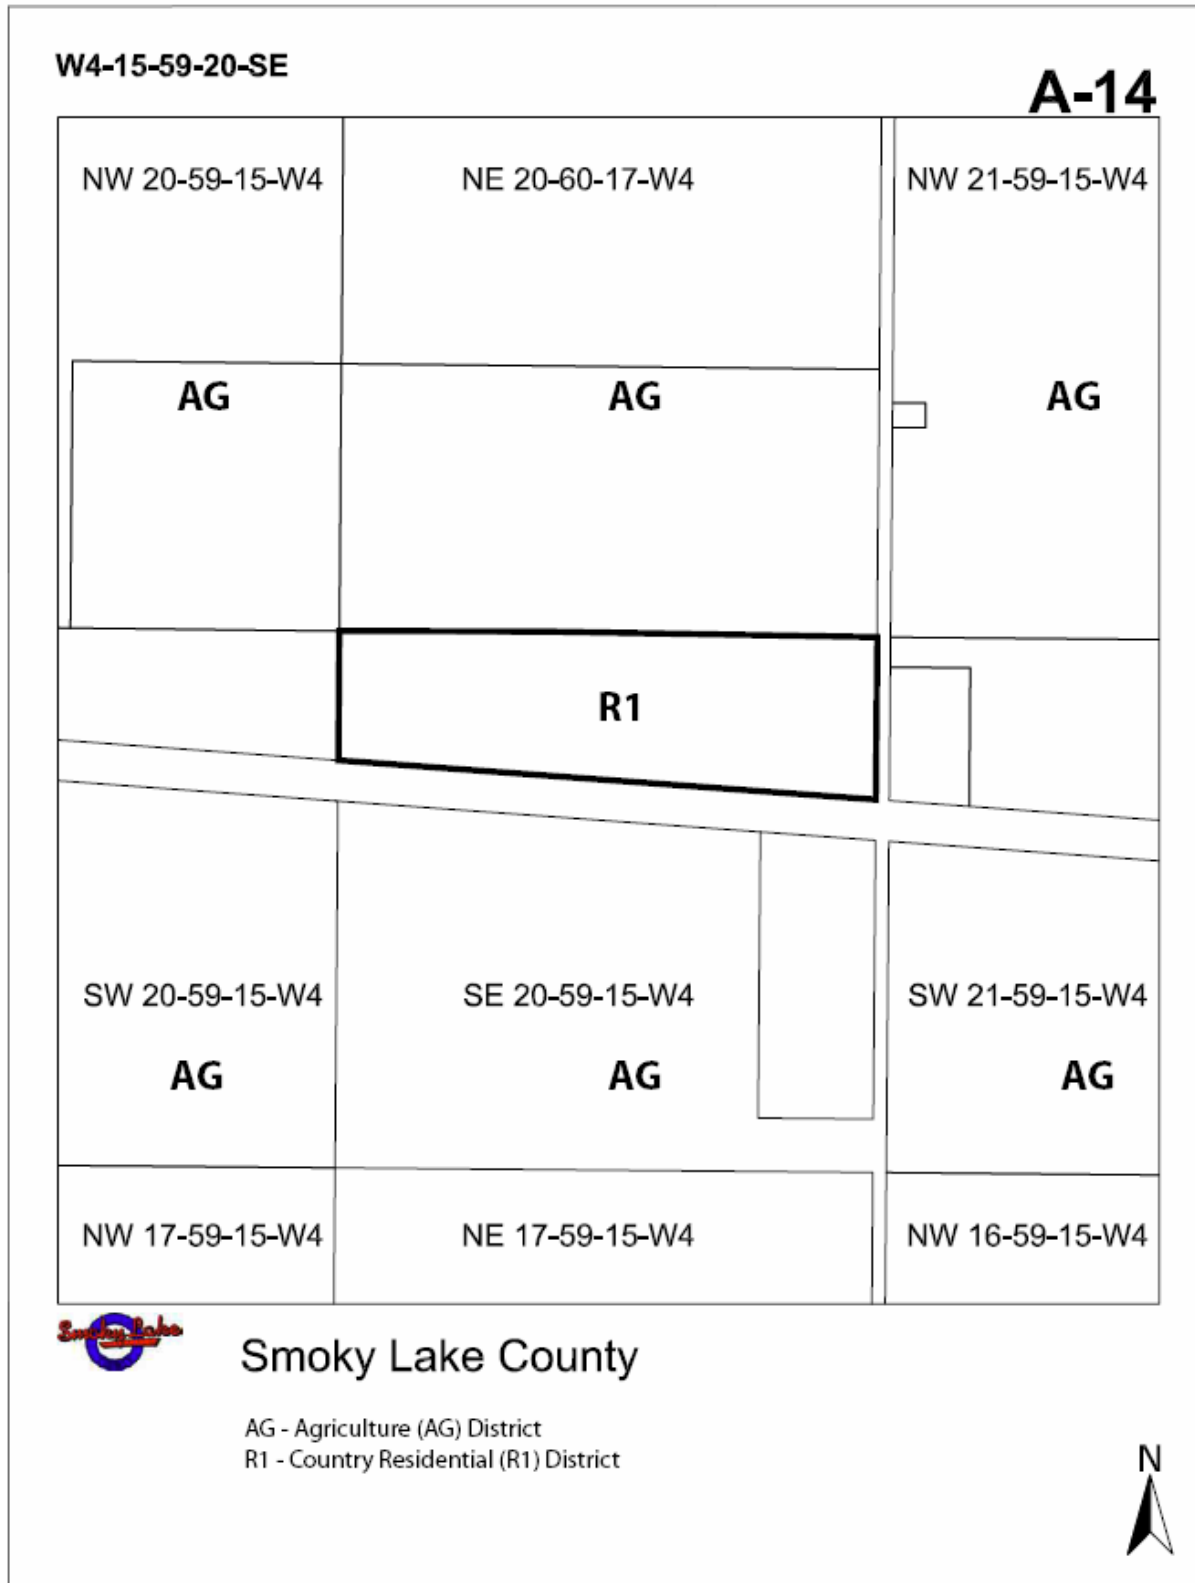 W4-15-59-20-SE
A-14
NW 20-59-15-W4
NE 20-60-17-W4
NW 21-59-15-W4
AG
AG
AG
R1
SW 20-59-15-W4
SE 20-59-15-W4
SW 21-59-15-W4
AG
AG
AG
NW 17-59-15-W4
NE 17-59-15-W4
NW 16-59-15-W4
Smoky Lake
Smoky Lake County
AG - Agriculture (AG) District
R1 - Country Residential (R1) District
N